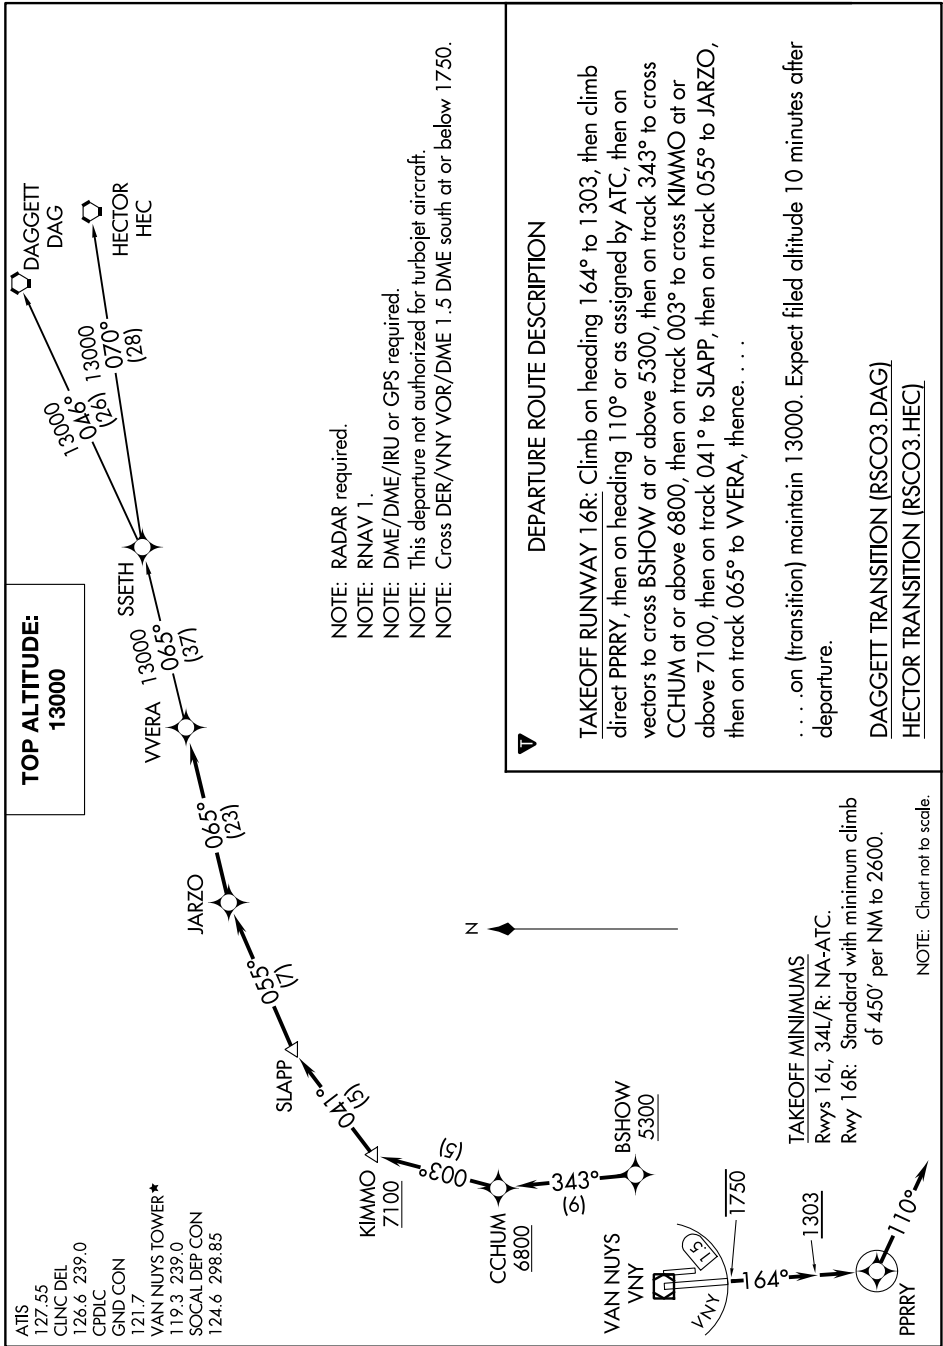 ATIS
127.55
CLNC DEL
126.6 239.0
CPDLC
GND CON
121.7
VAN NUYS TOWER★
119.3 239.0
SOCAL DEP CON
124.6 298.85
TOP ALTITUDE:
13000
DAGGETT
DAG
HECTOR
HEC
13000
046°
(26)
13000
070°
(28)
SSETH
13000
065°
(37)
VVERA
065°
(23)
JARZO
055°
(7)
SLAPP
041°
(5)
KIMMO
7100
003°
(5)
CCHUM
6800
343°
(6)
BSHOW
5300
VAN NUYS
VNY
1.5
VNY
1750
164°
1303
110°
PPRRY
N
NOTE: RADAR required.
NOTE: RNAV 1.
NOTE: DME/DME/IRU or GPS required.
NOTE: This departure not authorized for turbojet aircraft.
NOTE: Cross DER/VNY VOR/DME 1.5 DME south at or below 1750.
TAKEOFF MINIMUMS
Rwys 16L, 34L/R: NA-ATC.
Rwy 16R: Standard with minimum climb
of 450' per NM to 2600.
NOTE: Chart not to scale.
T
DEPARTURE ROUTE DESCRIPTION
TAKEOFF RUNWAY 16R: Climb on heading 164° to 1303, then climb
direct PPRRY, then on heading 110° or as assigned by ATC, then on
vectors to cross BSHOW at or above 5300, then on track 343° to cross
CCHUM at or above 6800, then on track 003° to cross KIMMO at or
above 7100, then on track 041° to SLAPP, then on track 055° to JARZO,
then on track 065° to VVERA, thence. . . .
. . . .on (transition) maintain 13000. Expect filed altitude 10 minutes after
departure.
DAGGETT TRANSITION (RSCO3.DAG)
HECTOR TRANSITION (RSCO3.HEC)